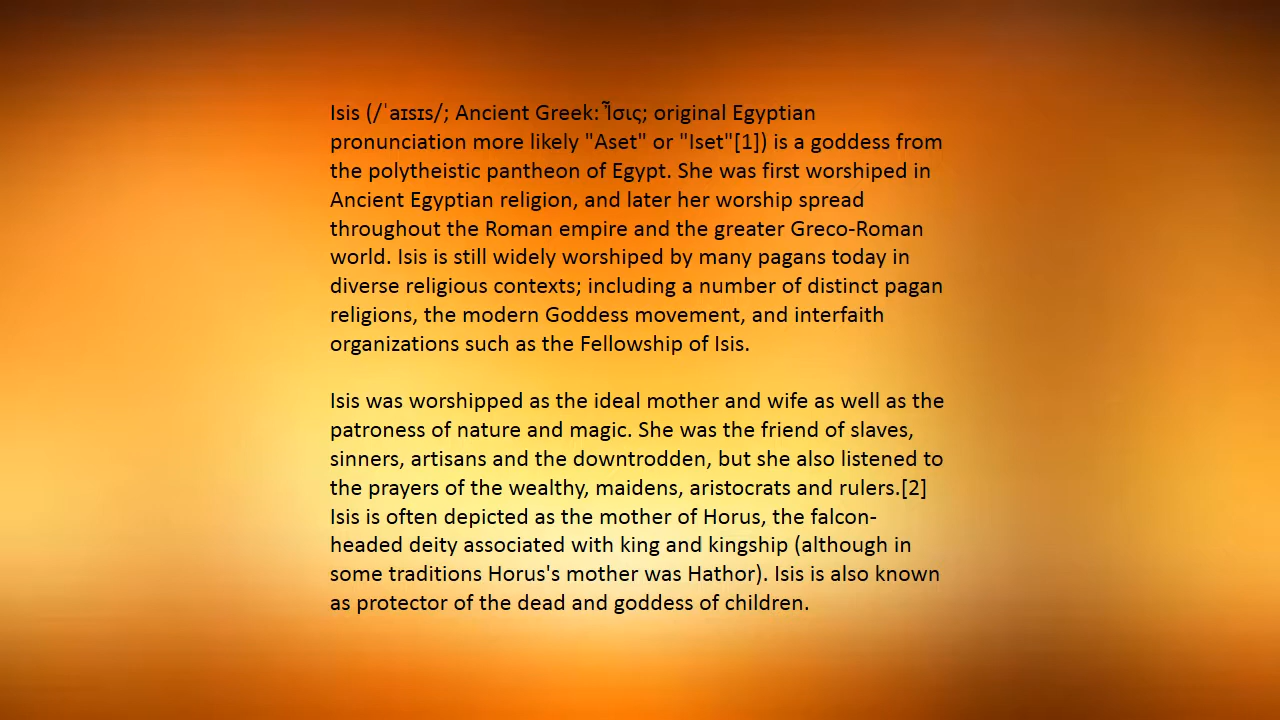 Isis (/ˈaɪsɪs/; Ancient Greek: Ἶσις; original Egyptian
pronunciation more likely "Aset" or "Iset"[1]) is a goddess from
the polytheistic pantheon of Egypt. She was first worshiped in
Ancient Egyptian religion, and later her worship spread
throughout the Roman empire and the greater Greco-Roman
world. Isis is still widely worshiped by many pagans today in
diverse religious contexts; including a number of distinct pagan
religions, the modern Goddess movement, and interfaith
organizations such as the Fellowship of Isis.
Isis was worshipped as the ideal mother and wife as well as the
patroness of nature and magic. She was the friend of slaves,
sinners, artisans and the downtrodden, but she also listened to
the prayers of the wealthy, maidens, aristocrats and rulers.[2]
Isis is often depicted as the mother of Horus, the falcon-
headed deity associated with king and kingship (although in
some traditions Horus's mother was Hathor). Isis is also known
as protector of the dead and goddess of children.